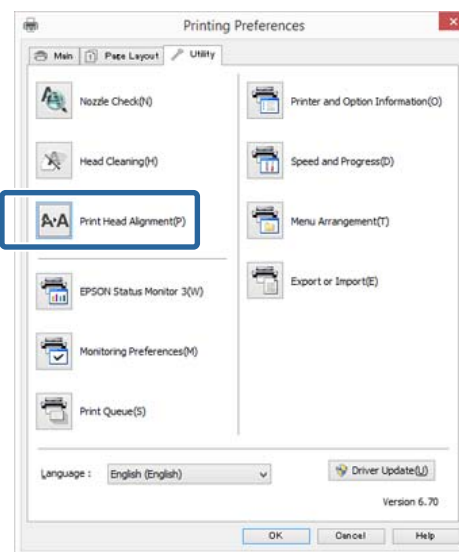 Printing Preferences
Main
Page Layout
Utility
Nozzle Check(N)
Printer and Option Information(O)
Head Cleaning(H)
Speed and Progress(D)
Print Head Alignment(P)
Menu Arrangement(T)
EPSON Status Monitor 3(W)
Export or Import(E)
Monitoring Preferences(M)
Print Queue(S)
Language :
English (English)
Driver Update(U)
Version 6.70
OK
Cancel
Help